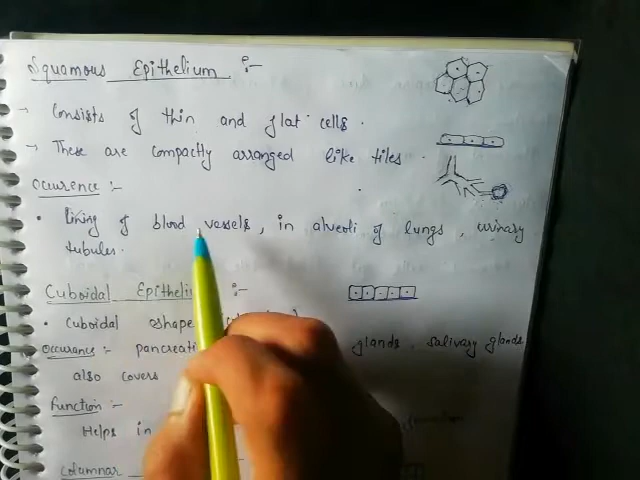 Squamous Epithelium :-
→ Consists of thin and flat cells.
→ These are compactly arranged like tiles.
Occurence :-
• lining of blood vessels, in alveoli of lungs, urinary
tubules.
Cuboidal Epitheli :-
• Cuboidal shape
Occurance :- pancreati glands, salivary glands
also covers
Function :-
Helps in
Columnar